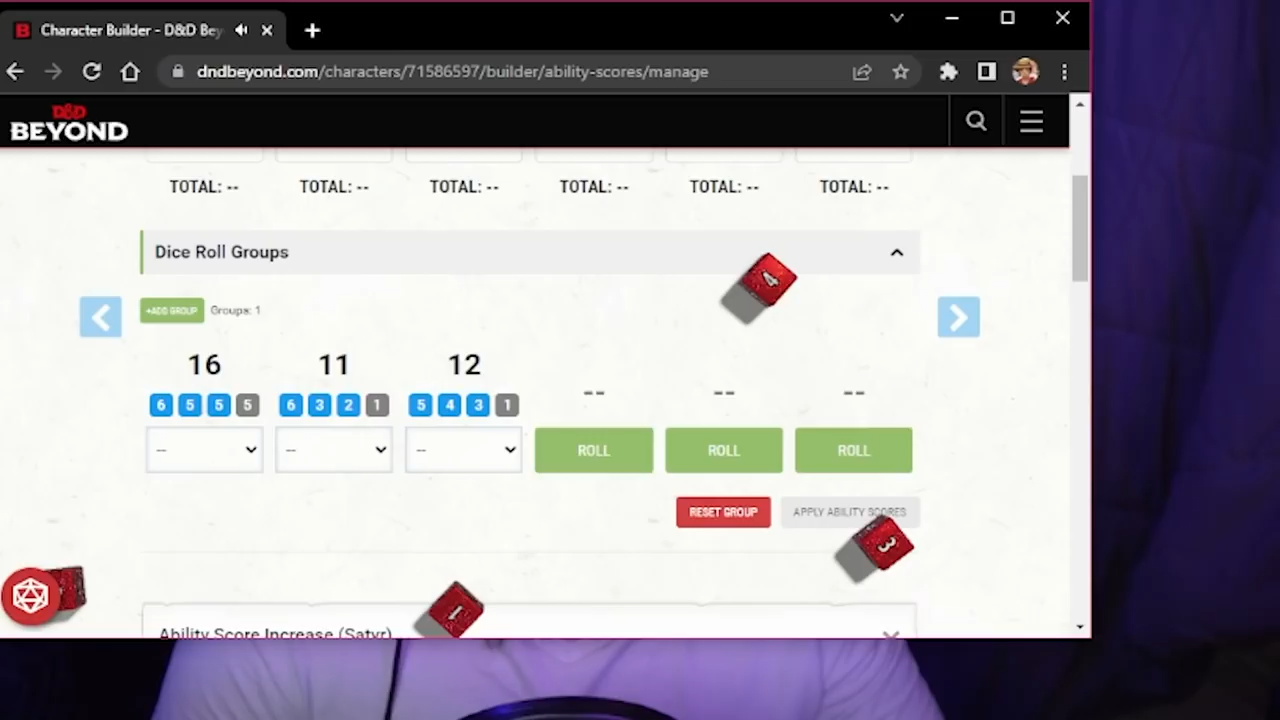 Character Builder - D&D Bey
dndbeyond.com/characters/71586597/builder/ability-scores/manage
D&D
BEYOND
TOTAL: -- TOTAL: -- TOTAL: -- TOTAL: -- TOTAL: -- TOTAL: --
Dice Roll Groups
4
+ADD GROUP Groups: 1
16 11 12 -- -- --
6 5 5 5 6 3 2 1 5 4 3 1
-- -- -- ROLL ROLL ROLL
RESET GROUP APPLY ABILITY SCORES
3
1
Ability Score Increase (Satyr)